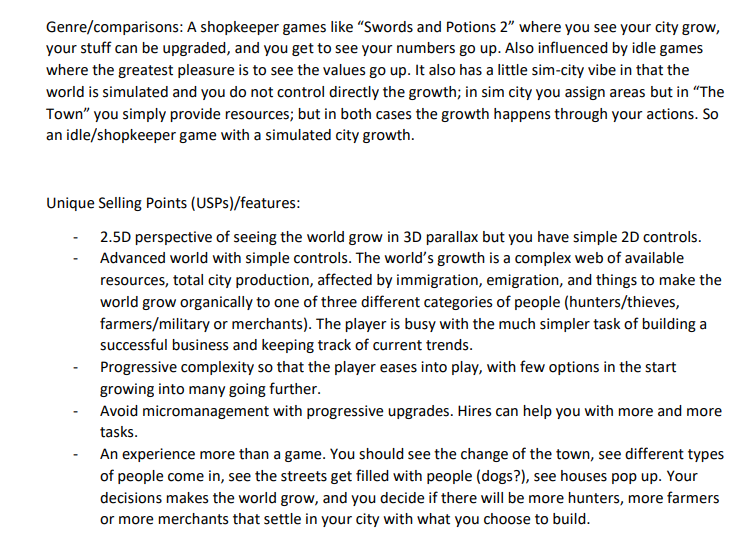 Genre/comparisons: A shopkeeper games like “Swords and Potions 2” where you see your city grow,
your stuff can be upgraded, and you get to see your numbers go up. Also influenced by idle games
where the greatest pleasure is to see the values go up. It also has a little sim-city vibe in that the
world is simulated and you do not control directly the growth; in sim city you assign areas but in “The
Town” you simply provide resources; but in both cases the growth happens through your actions. So
an idle/shopkeeper game with a simulated city growth.
Unique Selling Points (USPs)/features:
- 2.5D perspective of seeing the world grow in 3D parallax but you have simple 2D controls.
- Advanced world with simple controls. The world’s growth is a complex web of available
resources, total city production, affected by immigration, emigration, and things to make the
world grow organically to one of three different categories of people (hunters/thieves,
farmers/military or merchants). The player is busy with the much simpler task of building a
successful business and keeping track of current trends.
- Progressive complexity so that the player eases into play, with few options in the start
growing into many going further.
- Avoid micromanagement with progressive upgrades. Hires can help you with more and more
tasks.
- An experience more than a game. You should see the change of the town, see different types
of people come in, see the streets get filled with people (dogs?), see houses pop up. Your
decisions makes the world grow, and you decide if there will be more hunters, more farmers
or more merchants that settle in your city with what you choose to build.